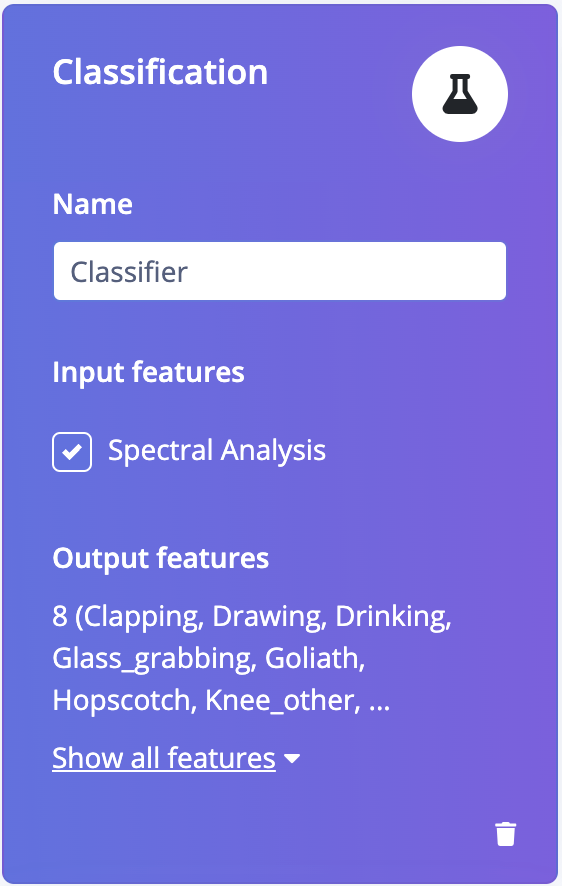 Classification
Name
Classifier
Input features
Spectral Analysis
Output features
8 (Clapping, Drawing, Drinking,
Glass_grabbing, Goliath,
Hopscotch, Knee_other, ...
Show all features